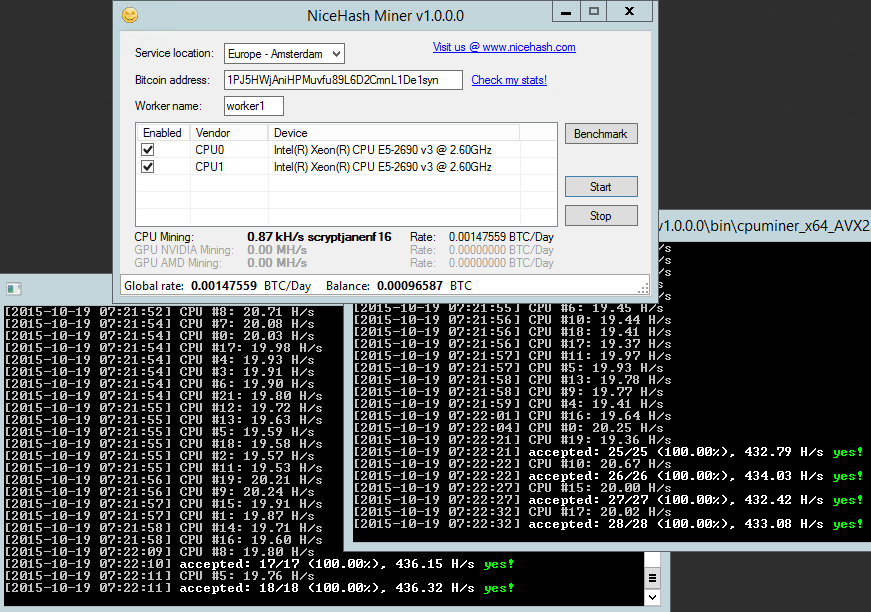 NiceHash Miner v1.0.0.0
Service location: Europe - Amsterdam Visit us @ www.nicehash.com
Bitcoin address: 1PJ5HWjAniHPMuvfu89L6D2CmnL1De1syn Check my stats!
Worker name: worker1
Enabled Vendor Device
CPU0 Intel(R) Xeon(R) CPU E5-2690 v3 @ 2.60GHz
CPU1 Intel(R) Xeon(R) CPU E5-2690 v3 @ 2.60GHz
Benchmark
Start
Stop
CPU Mining: 0.87 kH/s scryptjanenf16 Rate: 0.00147559 BTC/Day
GPU NVIDIA Mining: 0.00 MH/s Rate: 0.00000000 BTC/Day
GPU AMD Mining: 0.00 MH/s Rate: 0.00000000 BTC/Day
Global rate: 0.00147559 BTC/Day Balance: 0.00096587 BTC
[2015-10-19 07:21:52] CPU #8: 20.71 H/s
[2015-10-19 07:21:54] CPU #7: 20.08 H/s
[2015-10-19 07:21:54] CPU #0: 20.03 H/s
[2015-10-19 07:21:54] CPU #17: 19.98 H/s
[2015-10-19 07:21:54] CPU #4: 19.93 H/s
[2015-10-19 07:21:54] CPU #3: 19.91 H/s
[2015-10-19 07:21:54] CPU #6: 19.90 H/s
[2015-10-19 07:21:54] CPU #21: 19.80 H/s
[2015-10-19 07:21:55] CPU #12: 19.72 H/s
[2015-10-19 07:21:55] CPU #13: 19.63 H/s
[2015-10-19 07:21:55] CPU #5: 19.59 H/s
[2015-10-19 07:21:55] CPU #18: 19.58 H/s
[2015-10-19 07:21:55] CPU #2: 19.57 H/s
[2015-10-19 07:21:56] CPU #11: 19.53 H/s
[2015-10-19 07:21:56] CPU #19: 20.21 H/s
[2015-10-19 07:21:56] CPU #9: 20.24 H/s
[2015-10-19 07:21:57] CPU #15: 19.91 H/s
[2015-10-19 07:21:57] CPU #1: 19.87 H/s
[2015-10-19 07:21:58] CPU #14: 19.71 H/s
[2015-10-19 07:21:58] CPU #16: 19.60 H/s
[2015-10-19 07:22:09] CPU #8: 19.80 H/s
[2015-10-19 07:22:10] accepted: 17/17 (100.00%), 436.15 H/s yes!
[2015-10-19 07:22:11] CPU #5: 19.76 H/s
[2015-10-19 07:22:11] accepted: 18/18 (100.00%), 436.32 H/s yes!
v1.0.0.0\bin\cpuminer_x64_AVX2
/s
/s
/s
/s
/s
[2015-10-19 07:21:55] CPU #6: 19.45 H/s
[2015-10-19 07:21:56] CPU #10: 19.44 H/s
[2015-10-19 07:21:56] CPU #18: 19.41 H/s
[2015-10-19 07:21:56] CPU #17: 19.37 H/s
[2015-10-19 07:21:57] CPU #11: 19.97 H/s
[2015-10-19 07:21:57] CPU #5: 19.93 H/s
[2015-10-19 07:21:58] CPU #13: 19.78 H/s
[2015-10-19 07:21:58] CPU #9: 19.77 H/s
[2015-10-19 07:21:59] CPU #4: 19.41 H/s
[2015-10-19 07:22:01] CPU #16: 19.64 H/s
[2015-10-19 07:22:04] CPU #0: 20.25 H/s
[2015-10-19 07:22:21] CPU #19: 19.36 H/s
[2015-10-19 07:22:21] accepted: 25/25 (100.00%), 432.79 H/s yes!
[2015-10-19 07:22:22] CPU #10: 20.67 H/s
[2015-10-19 07:22:22] accepted: 26/26 (100.00%), 434.03 H/s yes!
[2015-10-19 07:22:27] CPU #15: 20.00 H/s
[2015-10-19 07:22:27] accepted: 27/27 (100.00%), 432.42 H/s yes!
[2015-10-19 07:22:32] CPU #17: 20.02 H/s
[2015-10-19 07:22:32] accepted: 28/28 (100.00%), 433.08 H/s yes!